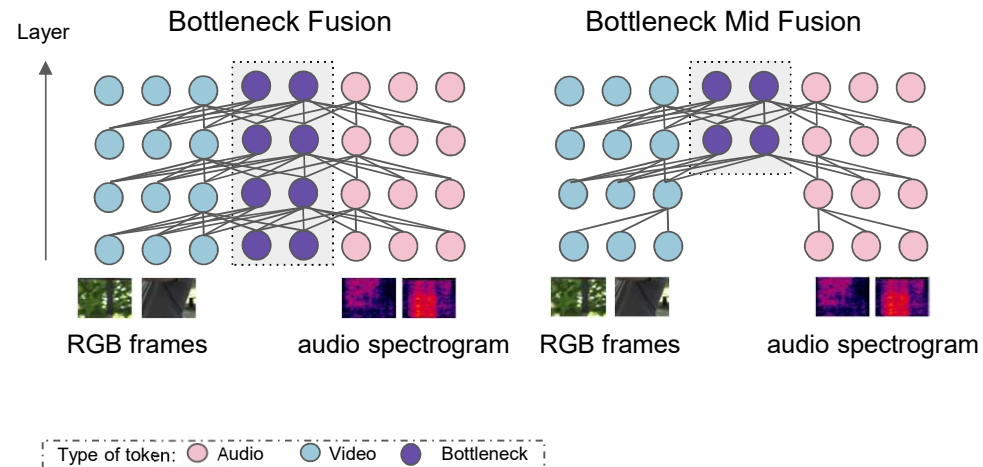 Bottleneck Fusion
Bottleneck Mid Fusion
Layer
RGB frames
audio spectrogram
RGB frames
audio spectrogram
Type of token: Audio Video Bottleneck